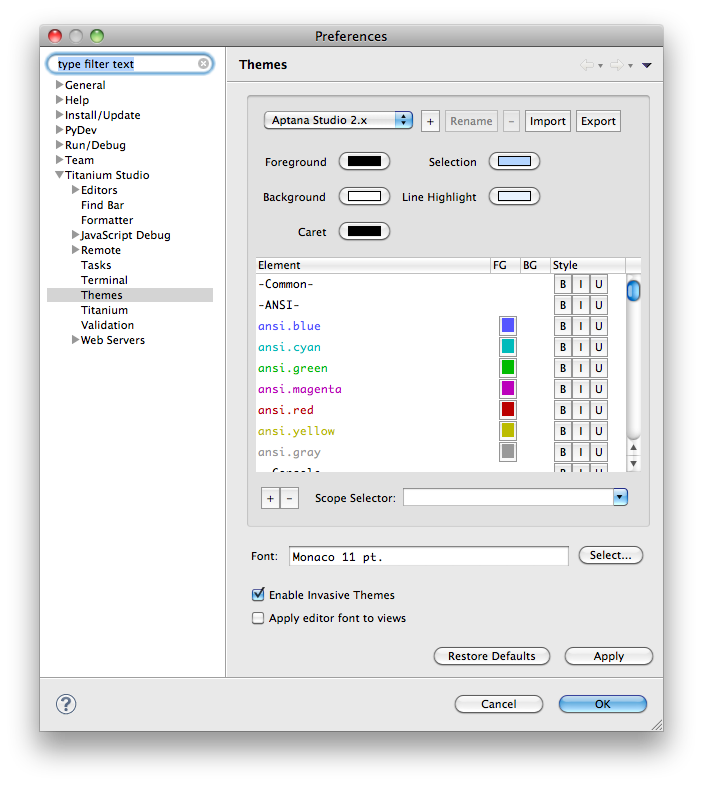 Preferences
type filter text
General
Help
Install/Update
PyDev
Run/Debug
Team
Titanium Studio
Editors
Find Bar
Formatter
JavaScript Debug
Remote
Tasks
Terminal
Themes
Titanium
Validation
Web Servers
Themes
Aptana Studio 2.x + Rename - Import Export
Foreground Selection
Background Line Highlight
Caret
Element FG BG Style
-Common- B I U
-ANSI- B I U
ansi.blue B I U
ansi.cyan B I U
ansi.green B I U
ansi.magenta B I U
ansi.red B I U
ansi.yellow B I U
ansi.gray B I U
-Console- B I U
+ - Scope Selector:
Font: Monaco 11 pt. Select...
Enable Invasive Themes
Apply editor font to views
Restore Defaults Apply
? Cancel OK